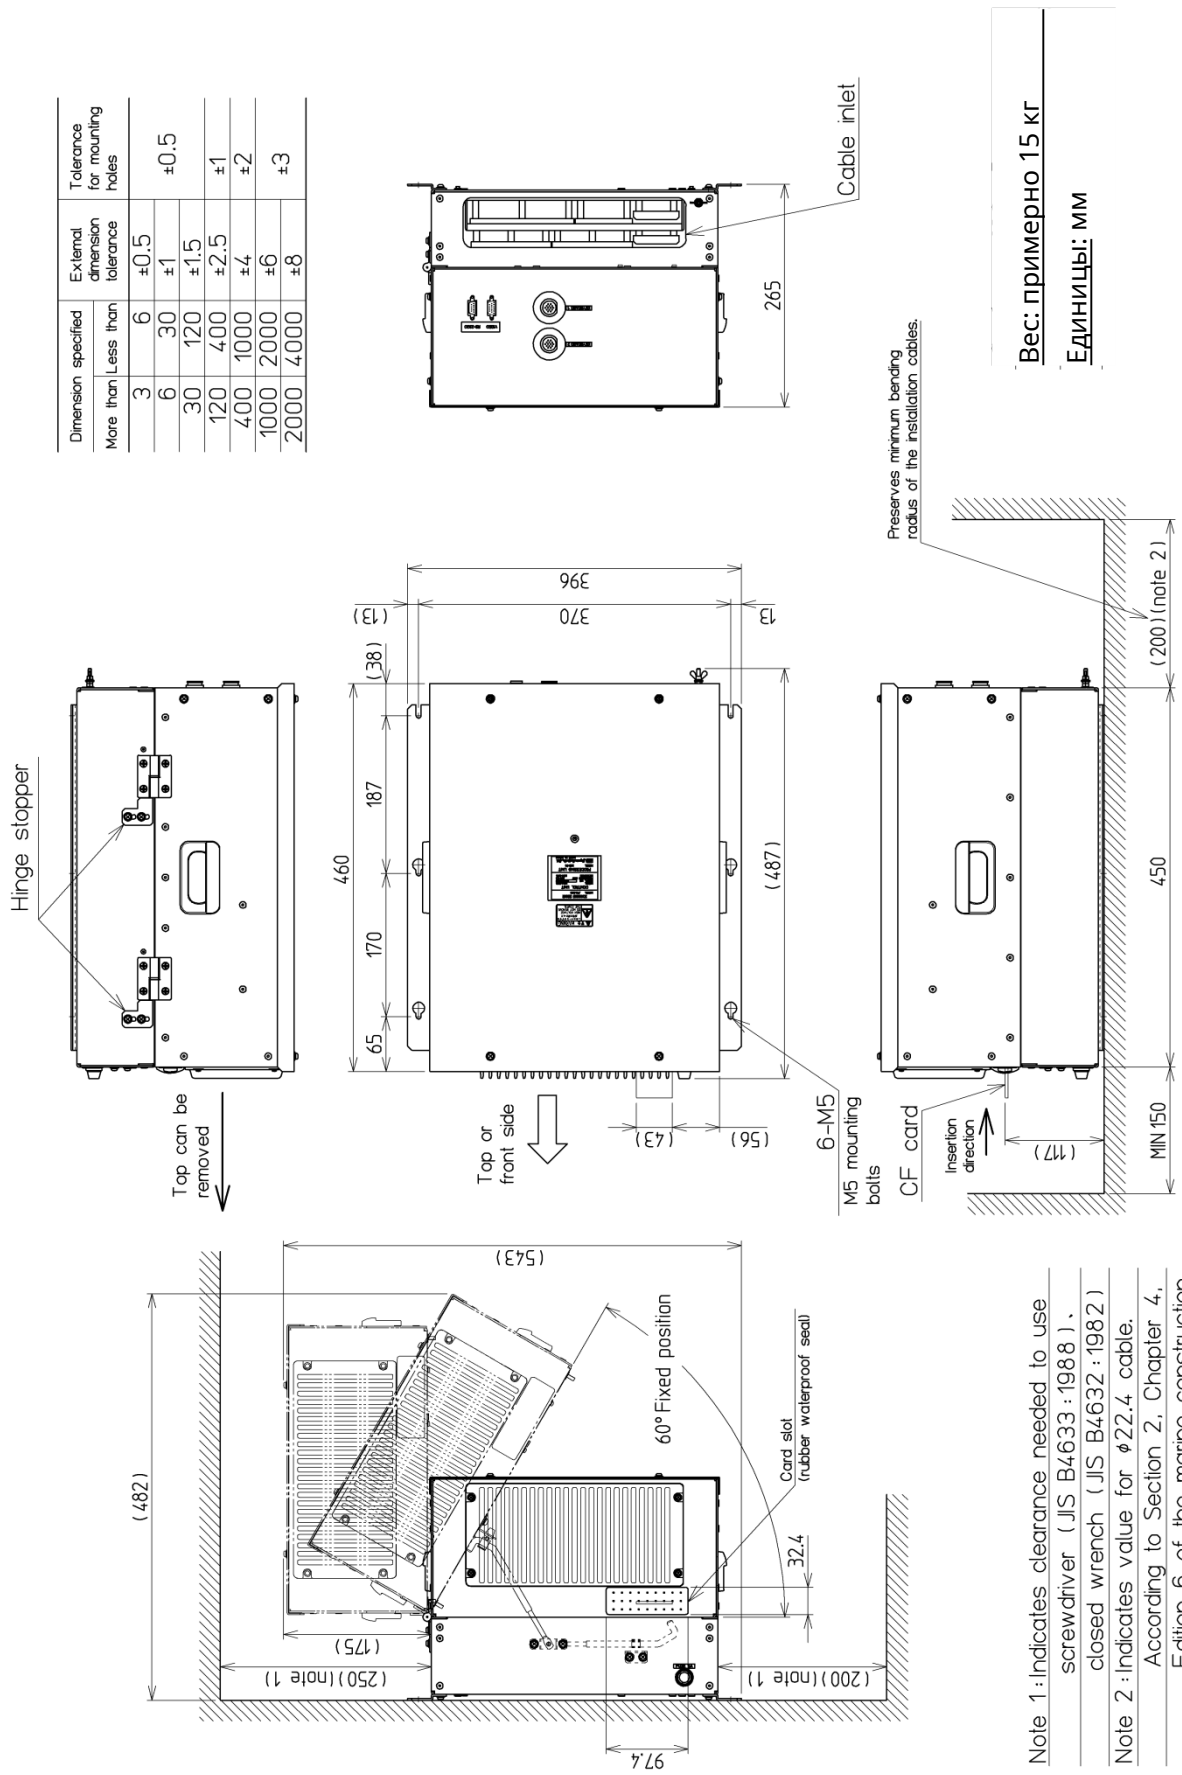 Dimension specified
External dimension tolerance
Tolerance for mounting holes
More than
Less than
3 6 ±0.5
6 30 ±1 ±0.5
30 120 ±1.5
120 400 ±2.5 ±1
400 1000 ±4 ±2
1000 2000 ±6 ±3
2000 4000 ±8
Hinge stopper
Top can be
removed
Cable inlet
265
Вес: примерно 15 кг
Единицы: мм
460
65
170
187
(38)
(13)
370
13
396
(487)
Top or
front side
(43)
(56)
6-M5
M5 mounting
bolts
Preserves minimum bending
radius of the installation cables.
CF card
Insertion
direction
(117)
MIN 150
450
(200)(note 2)
(482)
(543)
(175)
(250)(note 1)
(200)(note 1)
60° Fixed position
Card slot
(rubber waterproof seal)
32.4
97.4
Note 1 : Indicates clearance needed to use
screwdriver (JIS B4633 : 1988),
closed wrench (JIS B4632 : 1982)
Note 2 : Indicates value for φ22.4 cable.
According to Section 2, Chapter 4,
Edition 6 of the marine construction